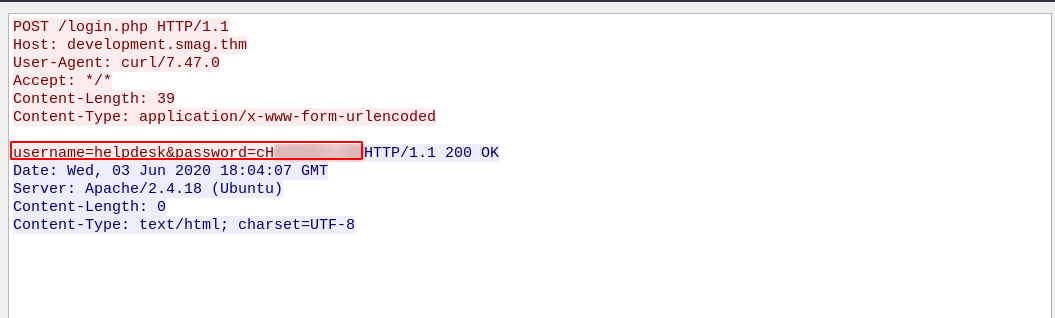 POST /login.php HTTP/1.1
Host: development.smag.thm
User-Agent: curl/7.47.0
Accept: */*
Content-Length: 39
Content-Type: application/x-www-form-urlencoded
username=helpdesk&password=cH HTTP/1.1 200 OK
Date: Wed, 03 Jun 2020 18:04:07 GMT
Server: Apache/2.4.18 (Ubuntu)
Content-Length: 0
Content-Type: text/html; charset=UTF-8